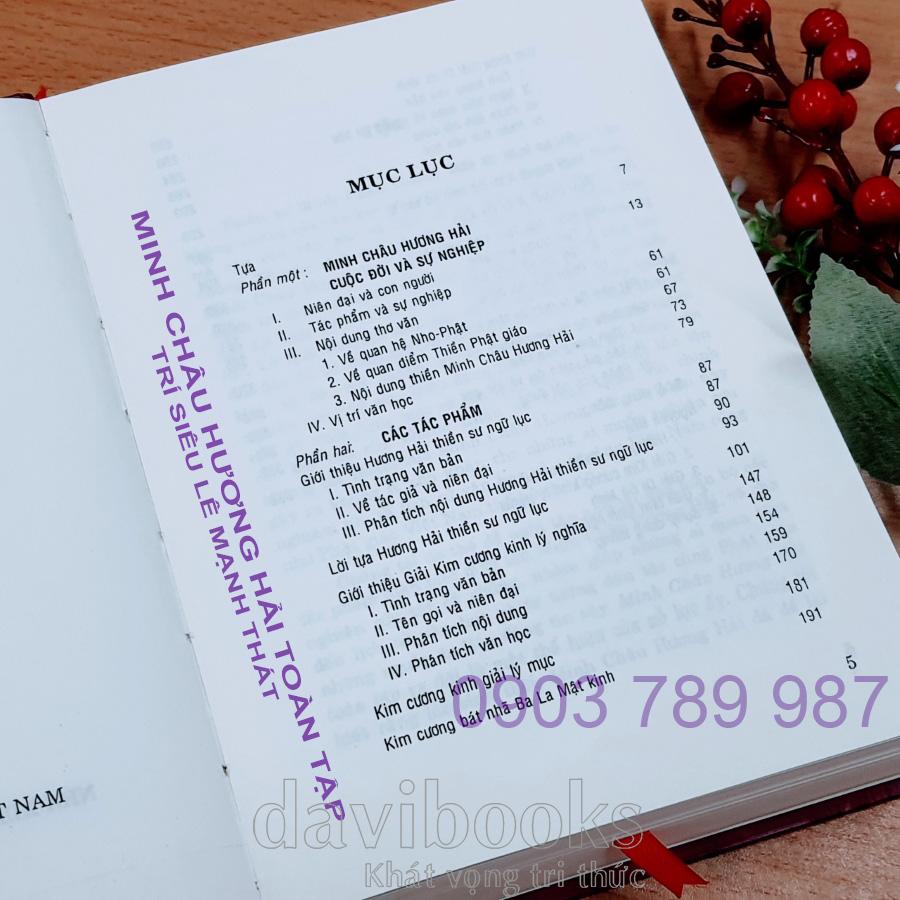 MỤC LỤC
Tựa 7
Phần một : MINH CHÂU HƯƠNG HẢI
CUỘC ĐỜI VÀ SỰ NGHIỆP 13
I. Niên đại và con người
II. Tác phẩm và sự nghiệp
III. Nội dung thơ văn 61
1. Về quan hệ Nho-Phật 61
2. Về quan điểm Thiền Phật giáo 67
3. Nội dung thiền Minh Châu Hương Hải 73
IV. Vị trí văn học 79
Phần hai: CÁC TÁC PHẨM
Giới thiệu Hương Hải thiền sư ngữ lục 87
I. Tình trạng văn bản 87
II. Về tác giả và niên đại 90
III. Phân tích nội dung Hương Hải thiền sư ngữ lục 93
Lời tựa Hương Hải thiền sư ngữ lục 101
Giới thiệu Giải Kim cương kinh lý nghĩa 147
I. Tình trạng văn bản 148
II. Tên gọi và niên đại 154
III. Phân tích nội dung 159
IV. Phân tích văn học 170
Kim cương kinh giải lý mục 181
Kim cương bát nhã Ba La Mật kinh 191
5
T NAM
MINH CHÂU HƯƠNG HẢI TOÀN TẬP
TRÍ SIÊU LÊ MẠNH THÁT
0903 789 987
davibooks
Khát vọng tri thức